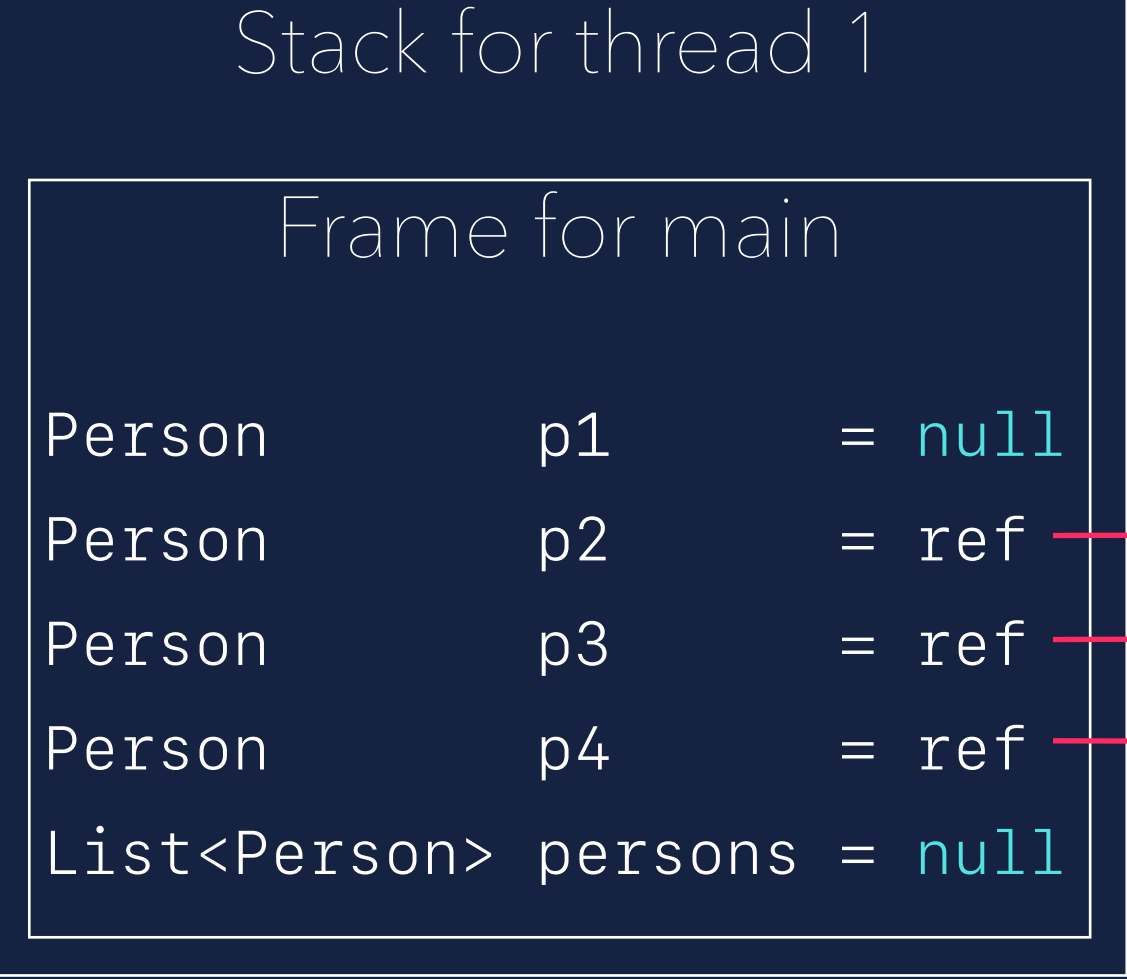 Stack for thread 1
Frame for main
Person p1 = null
Person p2 = ref
Person p3 = ref
Person p4 = ref
List<Person> persons = null